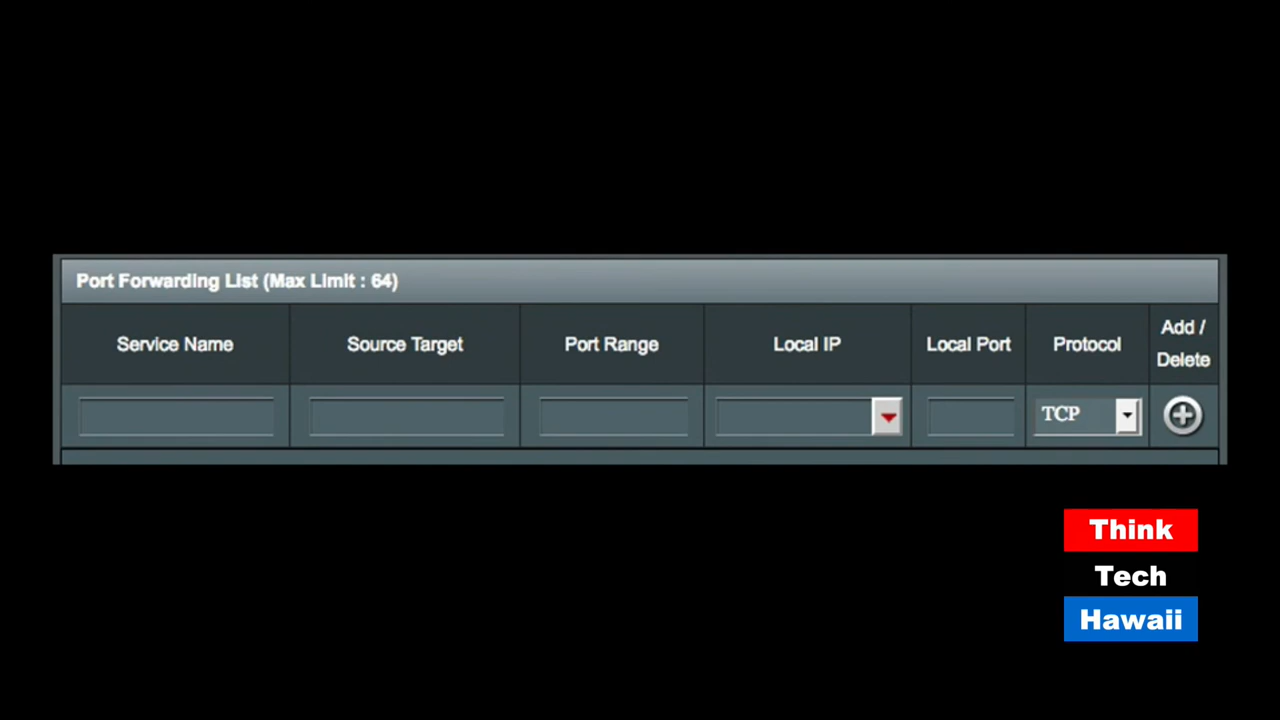 Port Forwarding List (Max Limit : 64)
Service Name
Source Target
Port Range
Local IP
Local Port
Protocol
Add /
Delete
TCP
Think
Tech
Hawaii